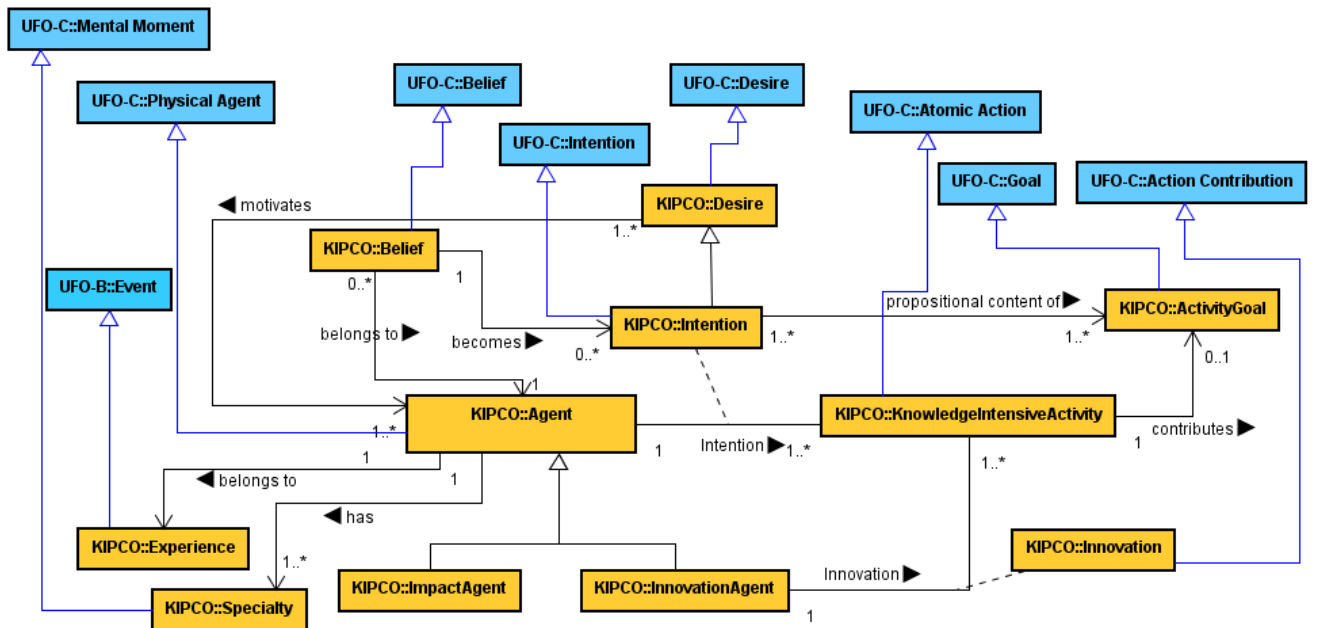 UFO-C::Mental Moment
UFO-C::Physical Agent
UFO-C::Belief
UFO-C::Desire
UFO-C::Atomic Action
UFO-C::Intention
UFO-C::Goal
UFO-C::Action Contribution
motivates
KIPCO::Desire
1..*
KIPCO::Belief
1
0..*
UFO-B::Event
belongs to
becomes
0..*
KIPCO::Intention
1..*
propositional content of
1..*
KIPCO::ActivityGoal
0..1
1
KIPCO::Agent
1..*
1
Intention
1..*
KIPCO::KnowledgeIntensiveActivity
1
contributes
1..*
1
belongs to
1
has
KIPCO::Experience
1..*
KIPCO::Specialty
KIPCO::ImpactAgent
KIPCO::InnovationAgent
Innovation
1
KIPCO::Innovation